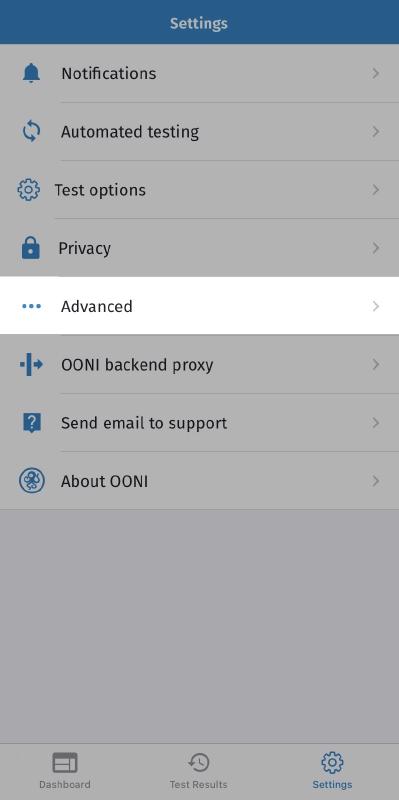 Settings
Notifications
Automated testing
Test options
Privacy
Advanced
OONI backend proxy
Send email to support
About OONI
Dashboard
Test Results
Settings